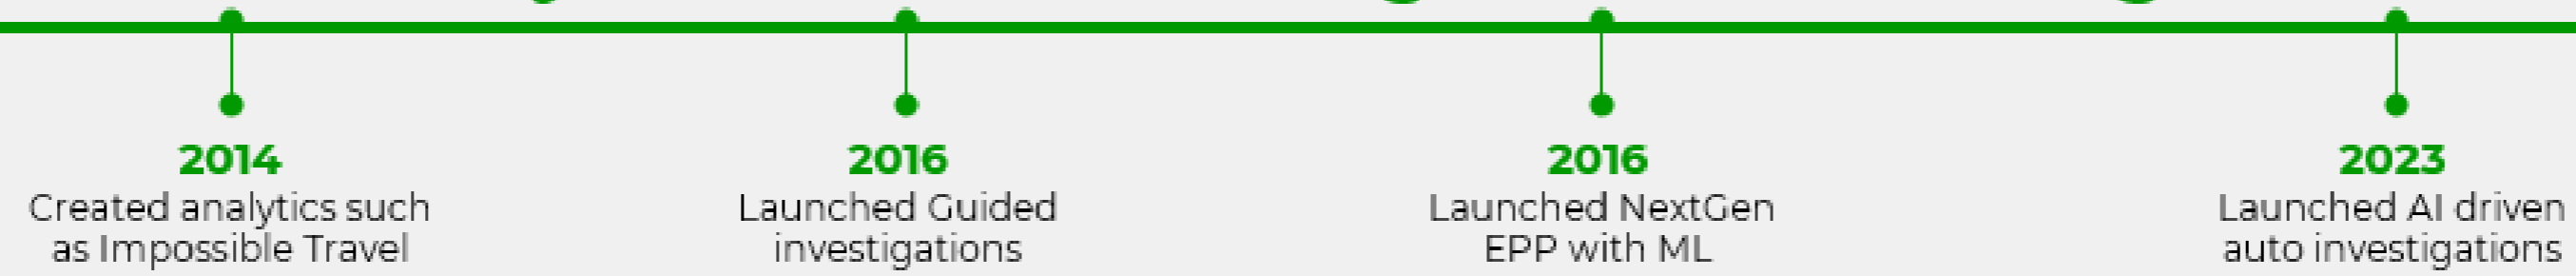 2014
Created analytics such
as Impossible Travel
2016
Launched Guided
investigations
2016
Launched NextGen
EPP with ML
2023
Launched AI driven
auto investigations